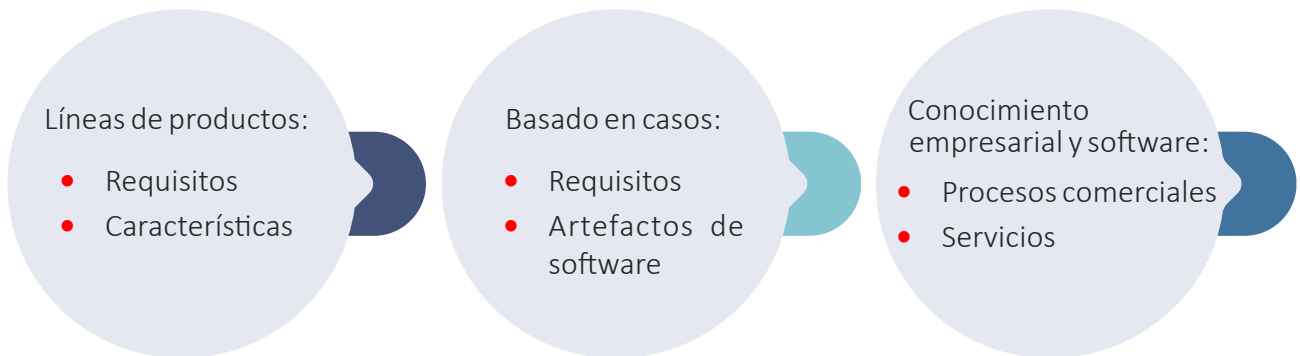 Líneas de productos:
• Requisitos
• Características
Basado en casos:
• Requisitos
• Artefactos de
software
Conocimiento
empresarial y software:
• Procesos comerciales
• Servicios